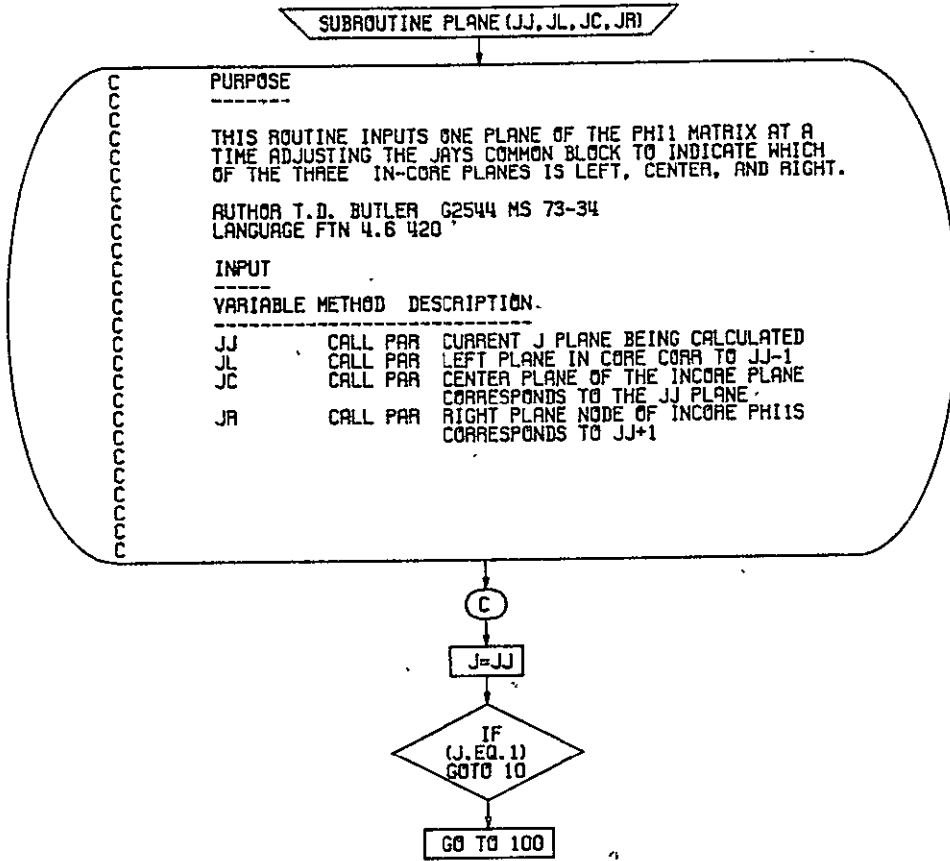 SUBROUTINE PLANE(JJ,JL,JC,JR)
C PURPOSE
C -------
C
C THIS ROUTINE INPUTS ONE PLANE OF THE PHI1 MATRIX AT A
C TIME ADJUSTING THE JAYS COMMON BLOCK TO INDICATE WHICH
C OF THE THREE IN-CORE PLANES IS LEFT, CENTER, AND RIGHT.
C
C AUTHOR T.D. BUTLER G2544 MS 73-34
C LANGUAGE FTN 4.6 420
C
C INPUT
C -----
C VARIABLE METHOD DESCRIPTION
C ----------------------------
C JJ CALL PAR CURRENT J PLANE BEING CALCULATED
C JL CALL PAR LEFT PLANE IN CORE CORR TO JJ-1
C JC CALL PAR CENTER PLANE OF THE INCORE PLANE
C CORRESPONDS TO THE JJ PLANE
C JR CALL PAR RIGHT PLANE NODE OF INCORE PHI1S
C CORRESPONDS TO JJ+1
C
C
C
C
C
C
C
J=JJ
IF
(J.EQ.1)
GOTO 10
GO TO 100